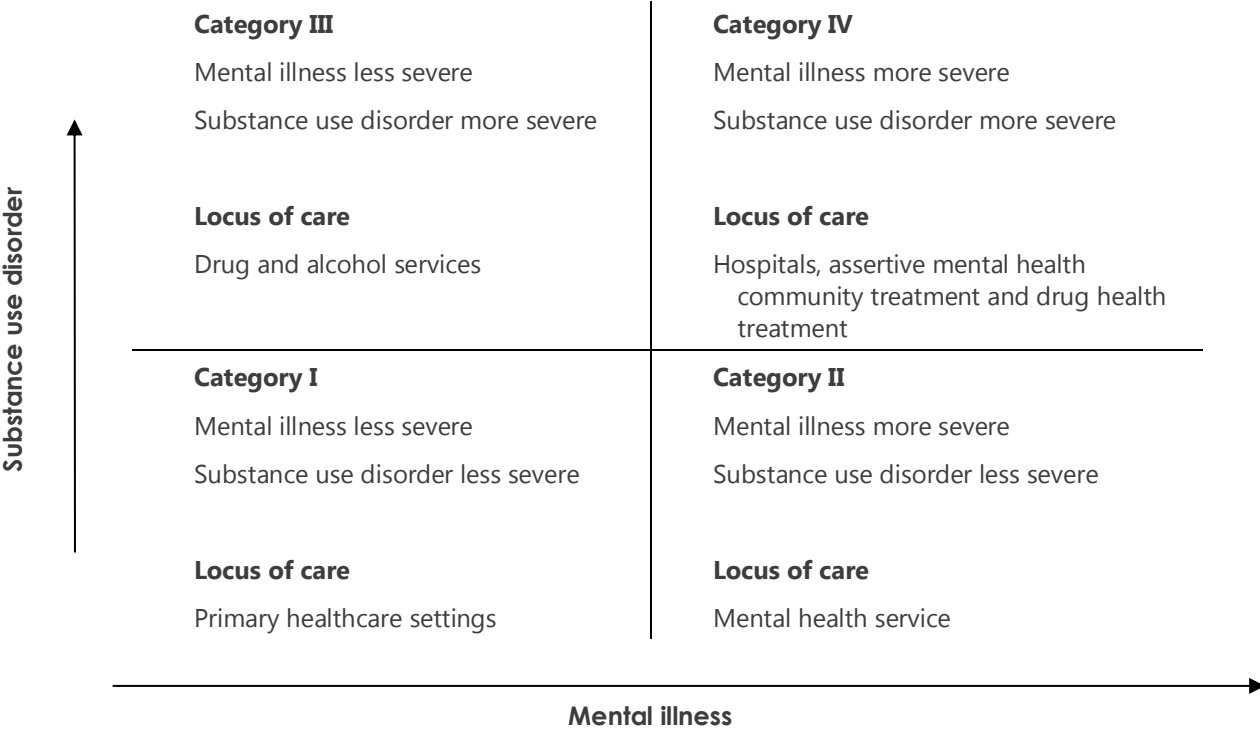 Substance use disorder
Category III
Mental illness less severe
Substance use disorder more severe
Locus of care
Drug and alcohol services
Category IV
Mental illness more severe
Substance use disorder more severe
Locus of care
Hospitals, assertive mental health
community treatment and drug health
treatment
Category I
Mental illness less severe
Substance use disorder less severe
Locus of care
Primary healthcare settings
Category II
Mental illness more severe
Substance use disorder less severe
Locus of care
Mental health service
Mental illness